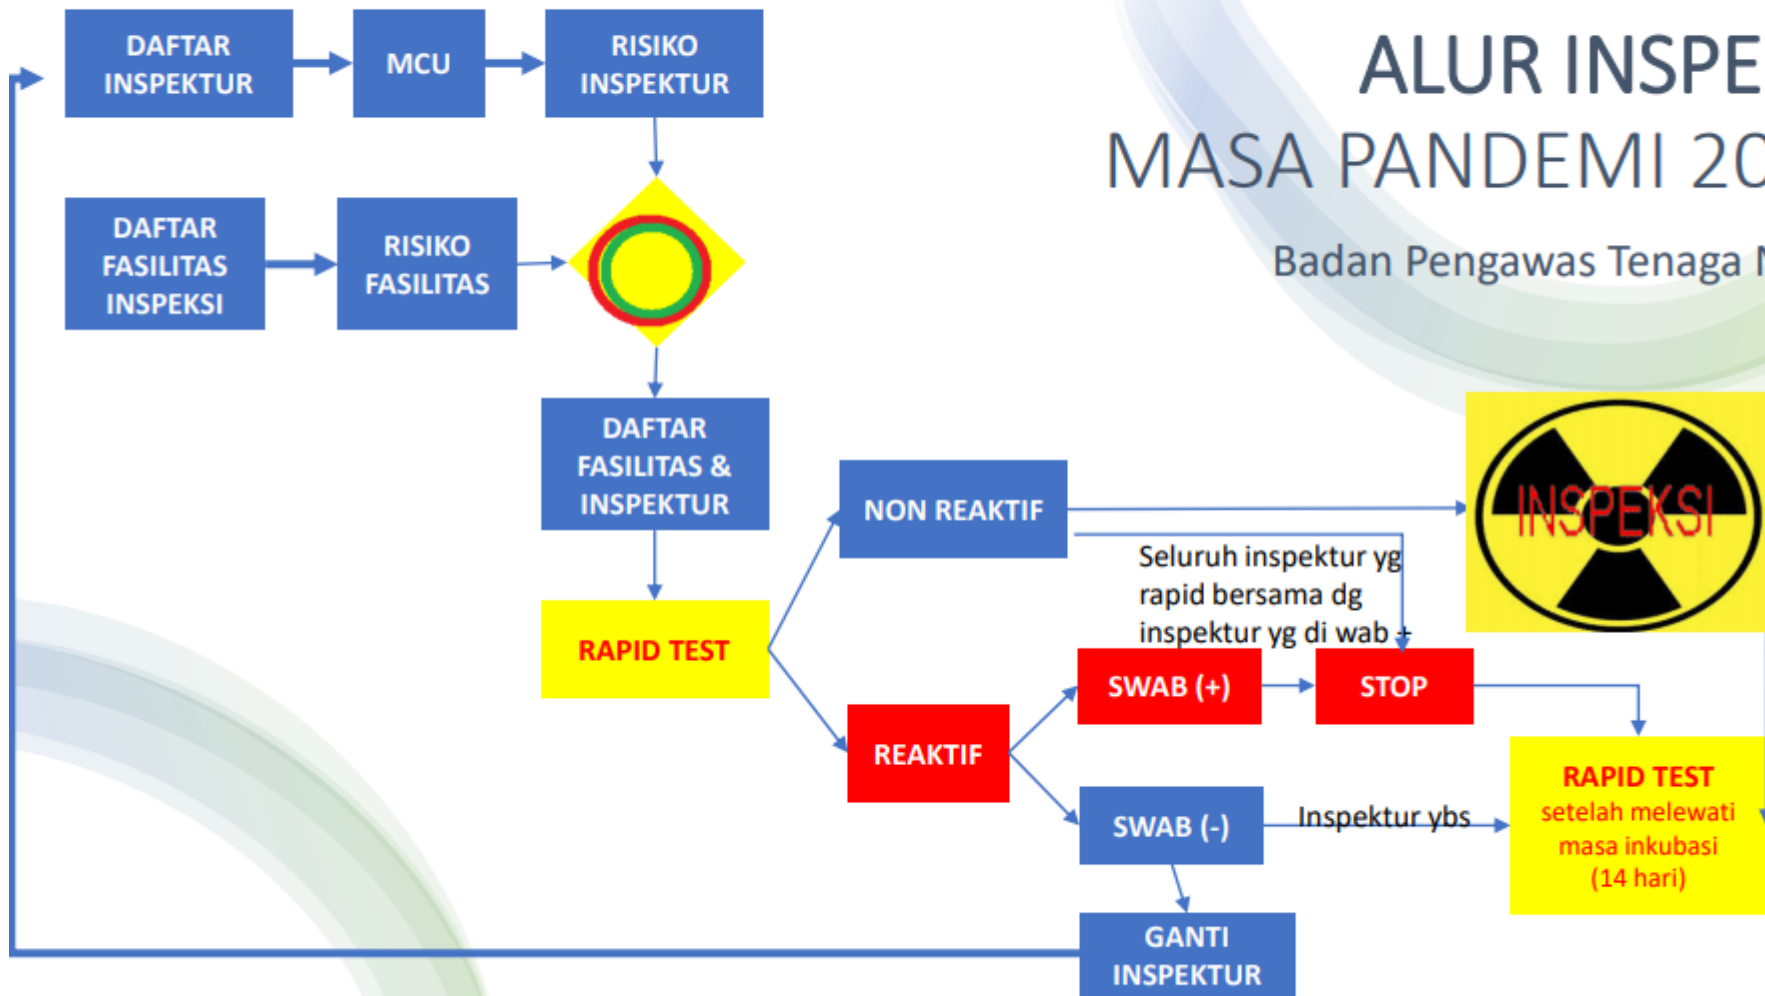 ALUR INSPE
MASA PANDEMI 20
Badan Pengawas Tenaga N
DAFTAR
INSPEKTUR
MCU
RISIKO
INSPEKTUR
DAFTAR
FASILITAS
INSPEKSI
RISIKO
FASILITAS
DAFTAR
FASILITAS &
INSPEKTUR
RAPID TEST
NON REAKTIF
INSPEKSI
Seluruh inspektur yg
rapid bersama dg
inspektur yg di wab +
REAKTIF
SWAB (+)
STOP
SWAB (-)
Inspektur ybs
RAPID TEST
setelah melewati
masa inkubasi
(14 hari)
GANTI
INSPEKTUR